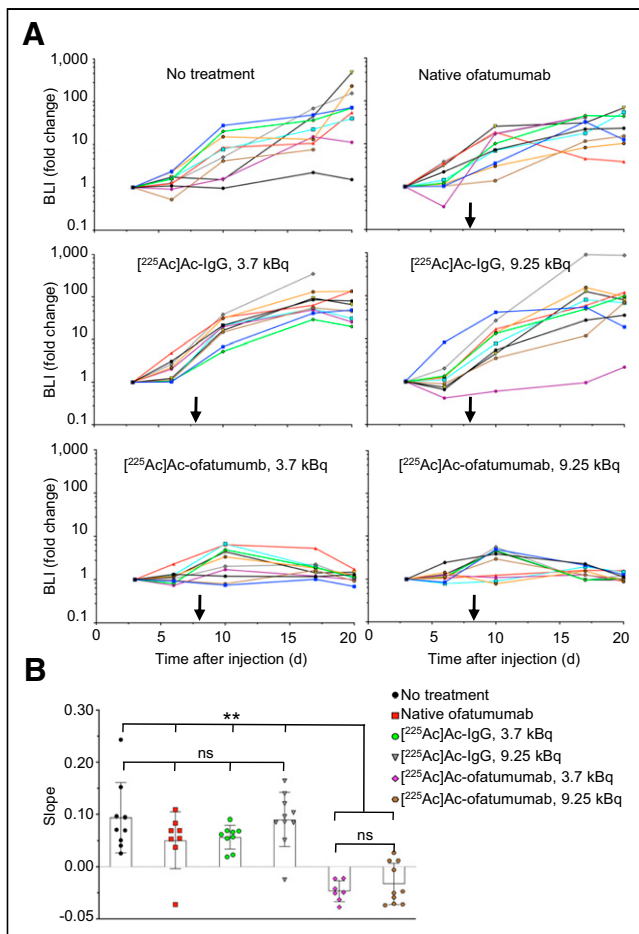 A
1,000
100
10
1
0.1
BLI (fold change)
No treatment
Native ofatumumab
1,000
100
10
1
0.1
BLI (fold change)
[²²⁵Ac]Ac-IgG, 3.7 kBq
[²²⁵Ac]Ac-IgG, 9.25 kBq
1,000
100
10
1
0.1
BLI (fold change)
[²²⁵Ac]Ac-ofatumumb, 3.7 kBq
[²²⁵Ac]Ac-ofatumumab, 9.25 kBq
0 5 10 15 20
0 5 10 15 20
Time after injection (d)
Time after injection (d)
B
0.30
0.20
0.10
0.00
-0.05
Slope
**
ns
ns
No treatment
Native ofatumumab
[²²⁵Ac]Ac-IgG, 3.7 kBq
[²²⁵Ac]Ac-IgG, 9.25 kBq
[²²⁵Ac]Ac-ofatumumab, 3.7 kBq
[²²⁵Ac]Ac-ofatumumab, 9.25 kBq